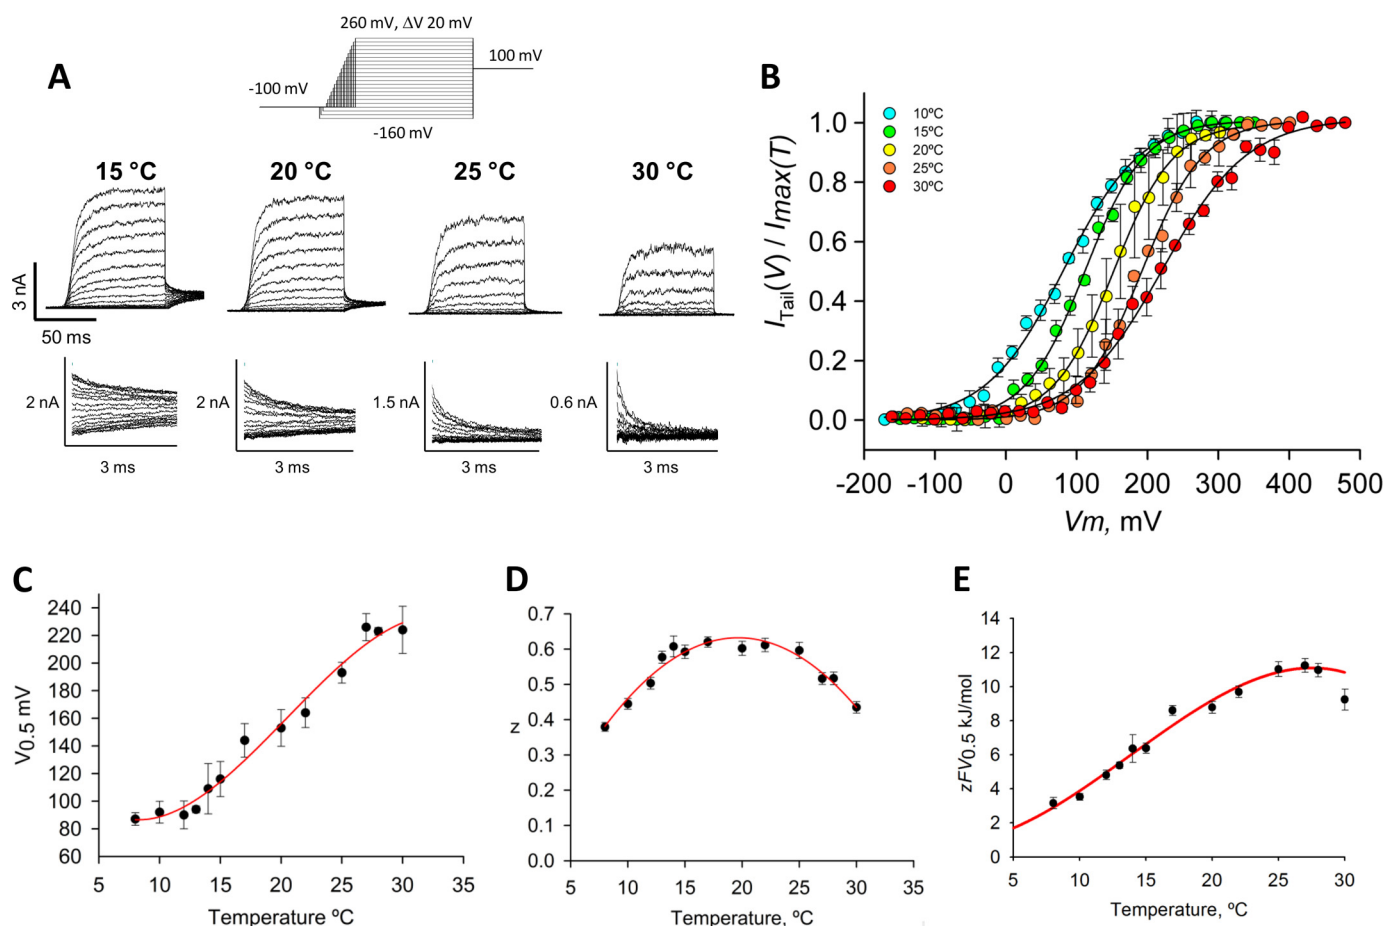 260 mV, ΔV 20 mV
100 mV
-100 mV
-160 mV
A
15 °C
20 °C
25 °C
30 °C
3 nA
50 ms
2 nA
3 ms
2 nA
3 ms
1.5 nA
3 ms
0.6 nA
3 ms
B
10ºC
15ºC
20ºC
25ºC
30ºC
1.0
0.8
0.6
0.4
0.2
0.0
ITail(V) / Imax(T)
-200 -100 0 100 200 300 400 500
Vm, mV
C
240
220
200
180
160
140
120
100
80
60
V0.5 mV
5 10 15 20 25 30 35
Temperature ºC
D
0.7
0.6
0.5
0.4
0.3
0.2
0.1
0.0
z
5 10 15 20 25 30 35
Temperature, ºC
E
14
12
10
8
6
4
2
0
zFV0.5 kJ/mol
5 10 15 20 25 30
Temperature, ºC